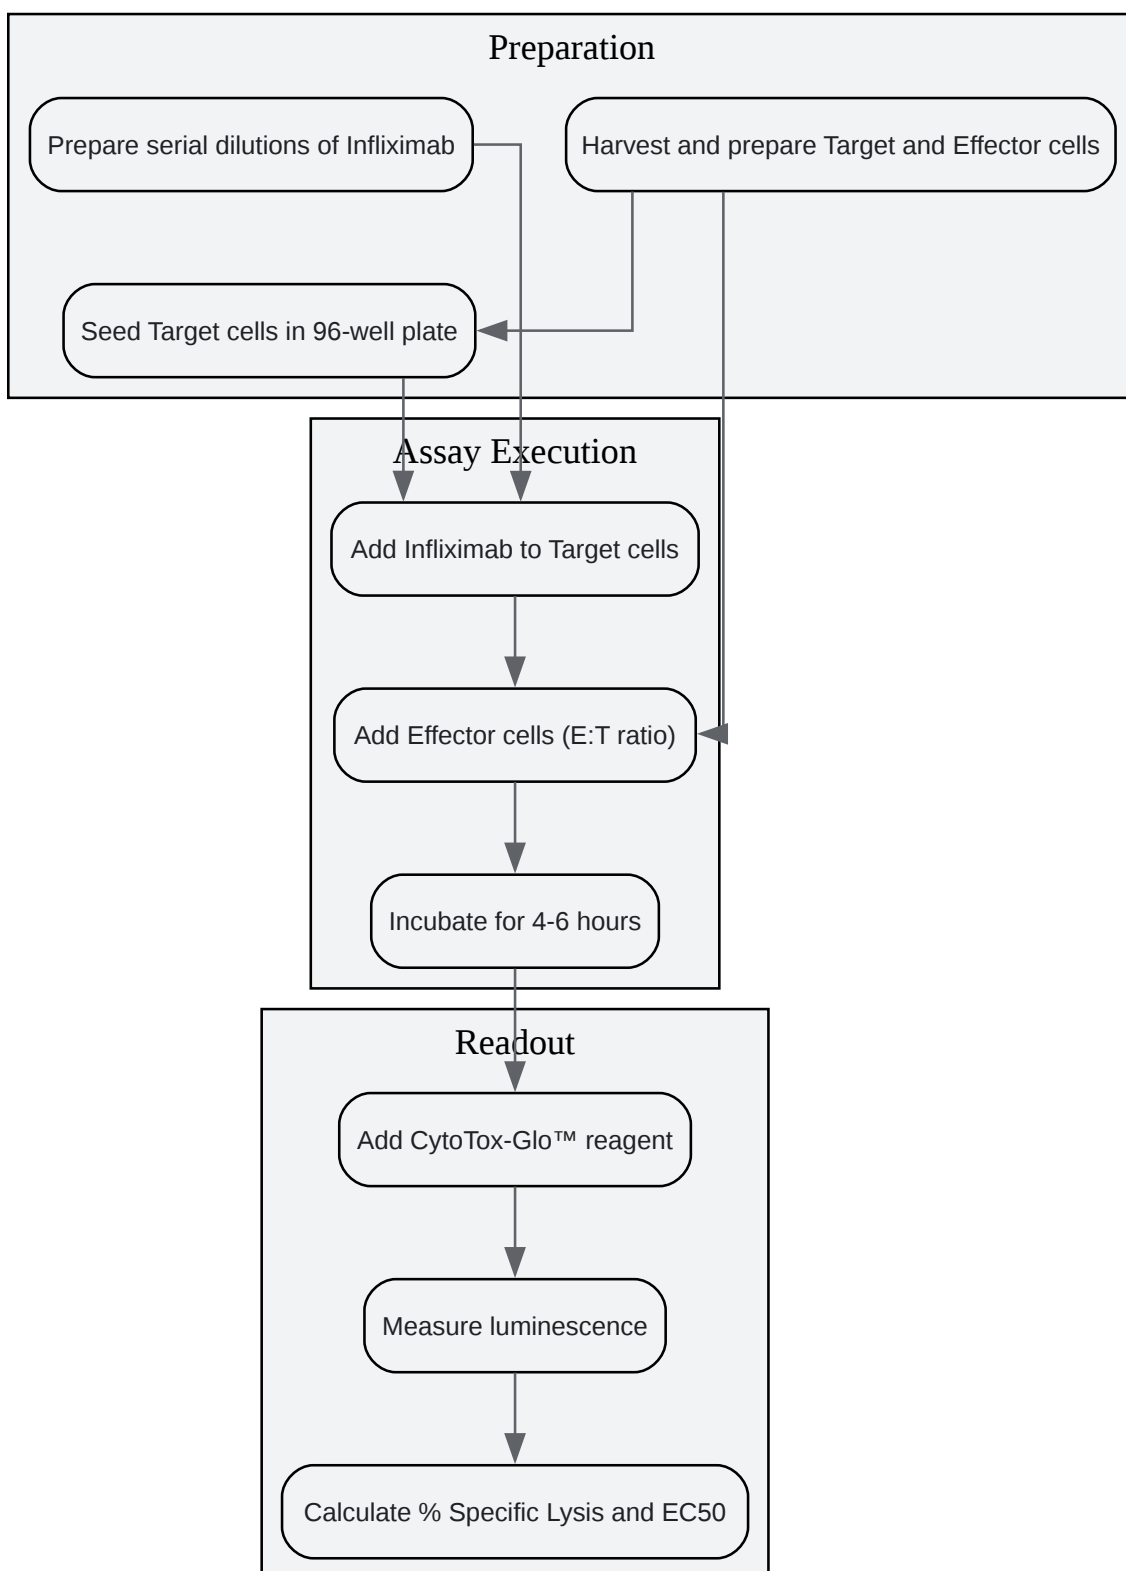 Preparation
Prepare serial dilutions of Infliximab
Harvest and prepare Target and Effector cells
Seed Target cells in 96-well plate
Assay Execution
Add Infliximab to Target cells
Add Effector cells (E:T ratio)
Incubate for 4-6 hours
Readout
Add CytoTox-Glo™ reagent
Measure luminescence
Calculate % Specific Lysis and EC50